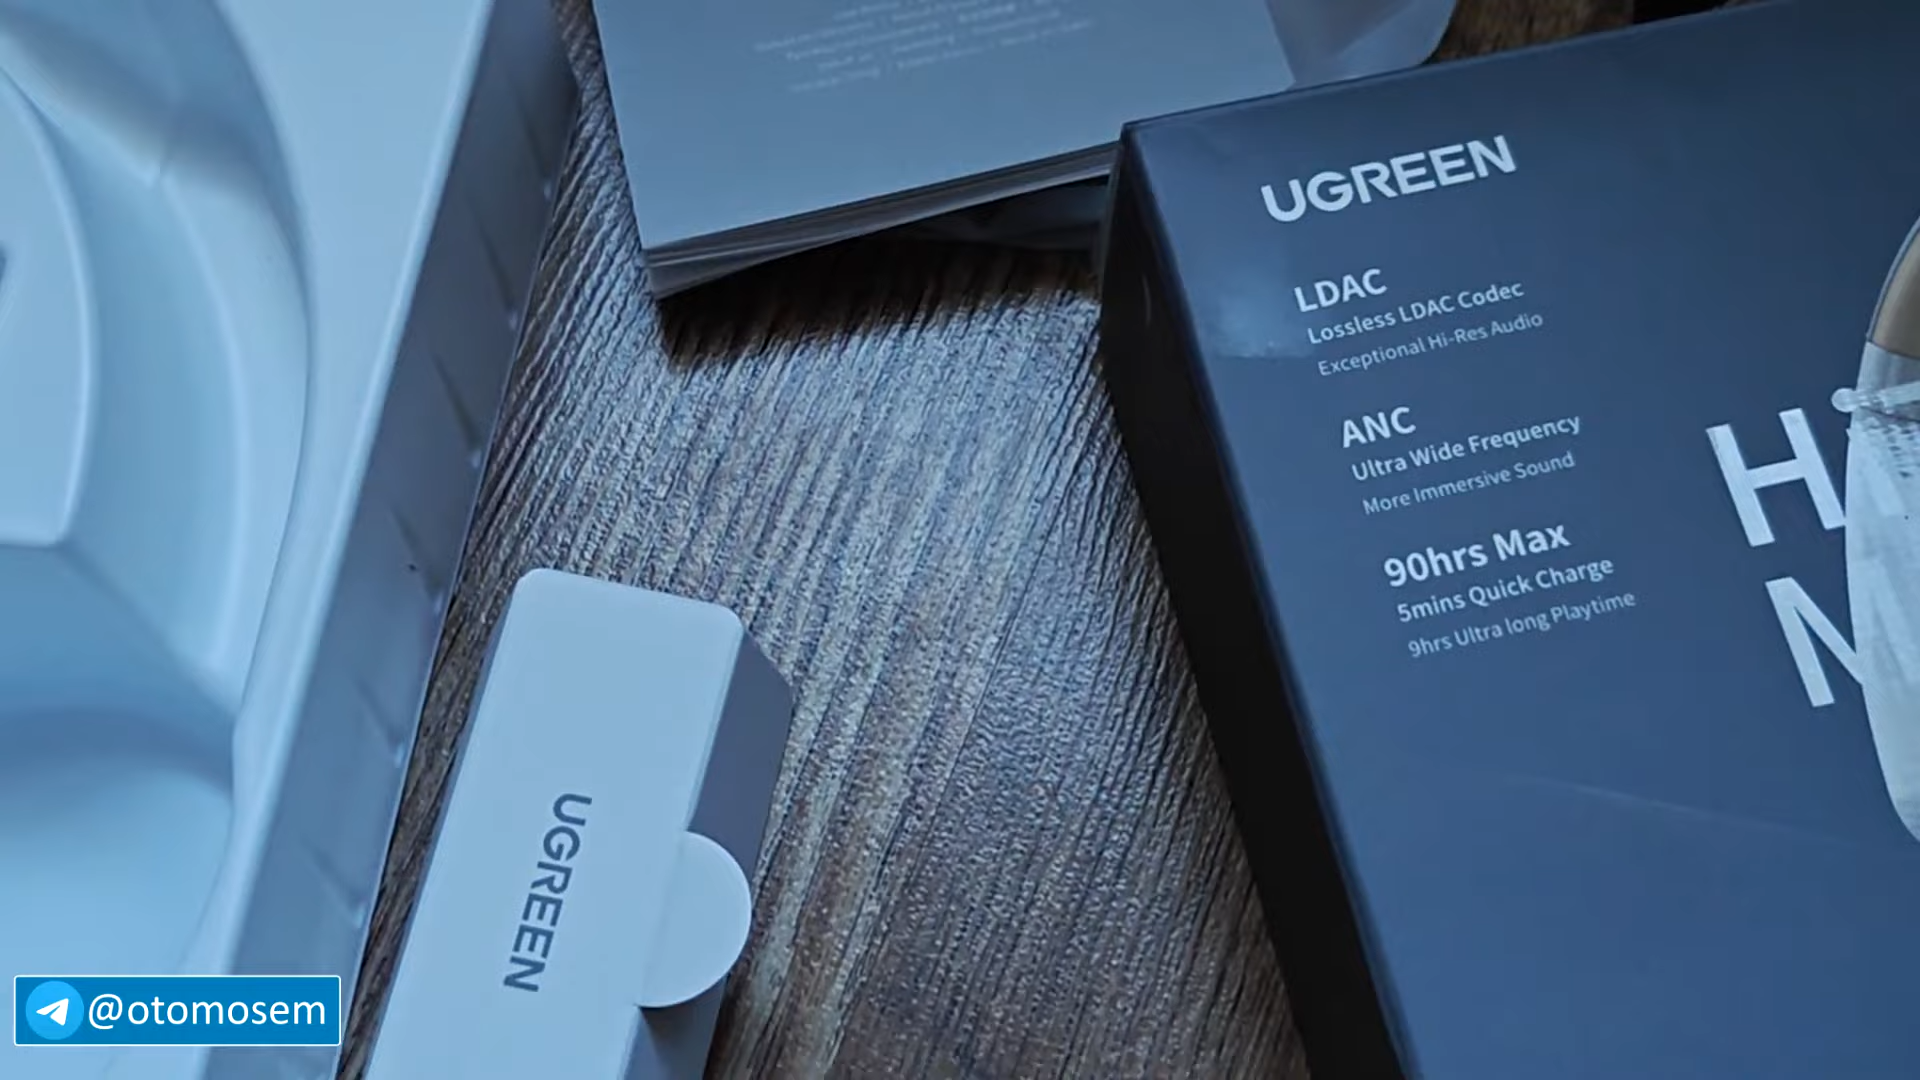 UGREEN
LDAC
Lossless LDAC Codec
Exceptional Hi-Res Audio
ANC
Ultra Wide Frequency
More Immersive Sound
90hrs Max
5mins Quick Charge
9hrs Ultra long Playtime
UGREEN
@otomosem